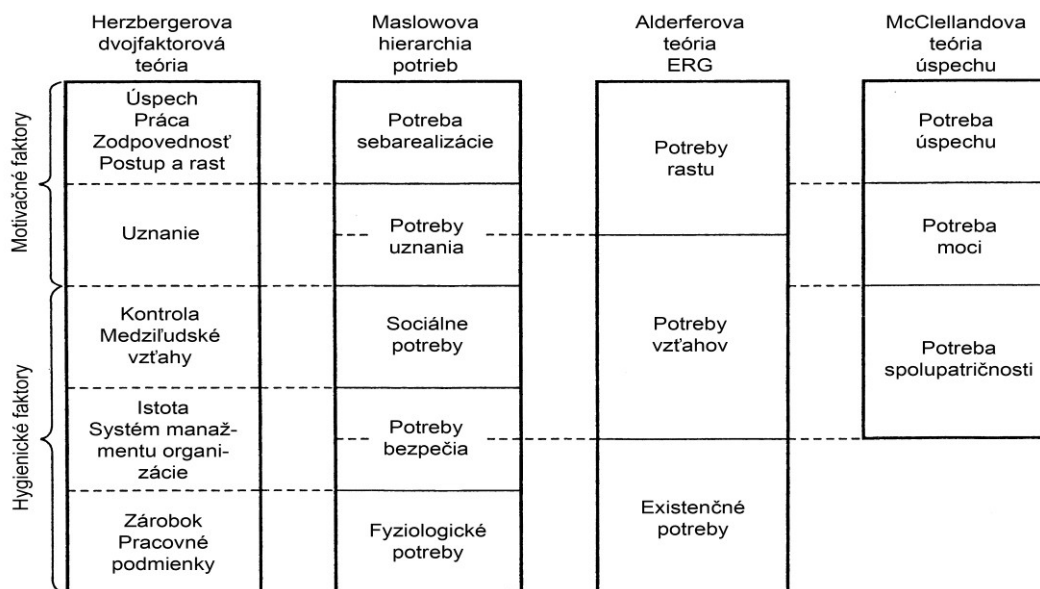 Herzbergerova
dvojfaktorová
teória
Maslowova
hierarchia
potrieb
Alderferova
teória
ERG
McClellandova
teória
úspechu
Motivačné faktory
Hygienické faktory
Úspech
Práca
Zodpovednosť
Postup a rast
Uznanie
Kontrola
Medziľudské
vzťahy
Istota
Systém manaž-
mentu organi-
zácie
Zárobok
Pracovné
podmienky
Potreba
sebarealizácie
Potreby
uznania
Sociálne
potreby
Potreby
bezpečia
Fyziologické
potreby
Potreby
rastu
Potreby
vzťahov
Existenčné
potreby
Potreba
úspechu
Potreba
moci
Potreba
spolupatričnosti